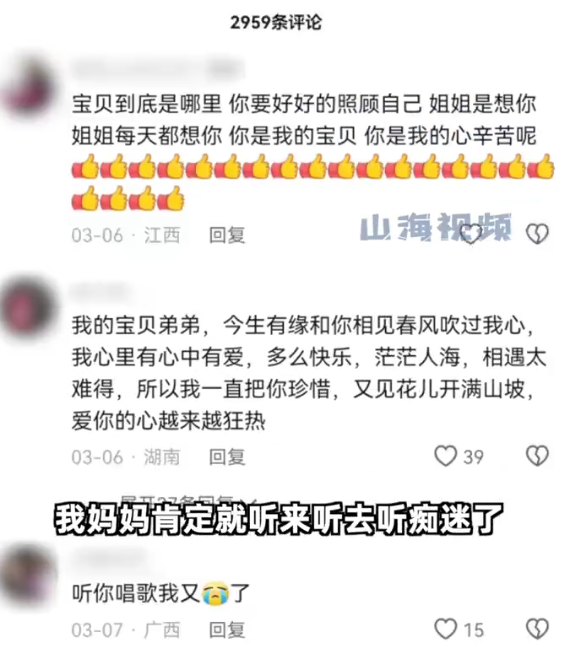 2959条评论
宝贝到底是哪里 你要好好的照顾自己 姐姐是想你
姐姐每天都想你 你是我的宝贝 你是我的心辛苦呢
👍👍👍👍👍👍👍👍👍👍👍👍👍👍👍👍👍
👍👍👍👍
03-06 · 江西 回复
山海视频
我的宝贝弟弟，今生有缘和你相见春风吹过我心，
我心里有心中有爱，多么快乐，茫茫人海，相遇太
难得，所以我一直把你珍惜，又见花儿开满山坡，
爱你的心越来越狂热
03-06 · 湖南 回复 39
展开27条回复
我妈妈肯定就听来听去听痴迷了
听你唱歌我又😭了
03-07 · 广西 回复 15